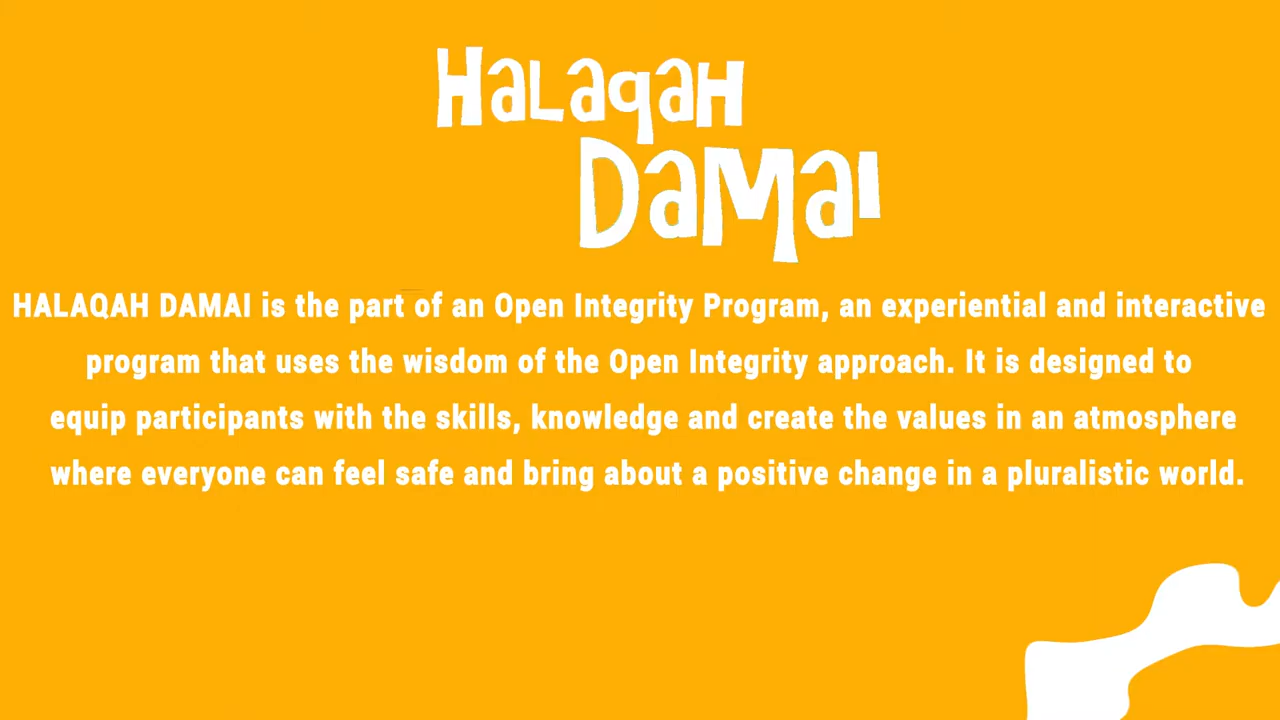 HaLaqaH
DaMaI
HALAQAH DAMAI is the part of an Open Integrity Program, an experiential and interactive
program that uses the wisdom of the Open Integrity approach. It is designed to
equip participants with the skills, knowledge and create the values in an atmosphere
where everyone can feel safe and bring about a positive change in a pluralistic world.